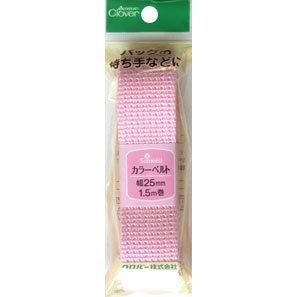 Clover
バッグの
持ち手などに
カラーベルト
幅25mm
1.5m巻
クロバー株式会社